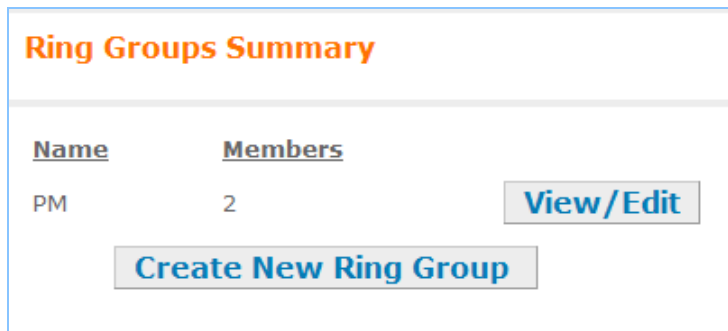 Ring Groups Summary
Name Members
PM 2 View/Edit
Create New Ring Group